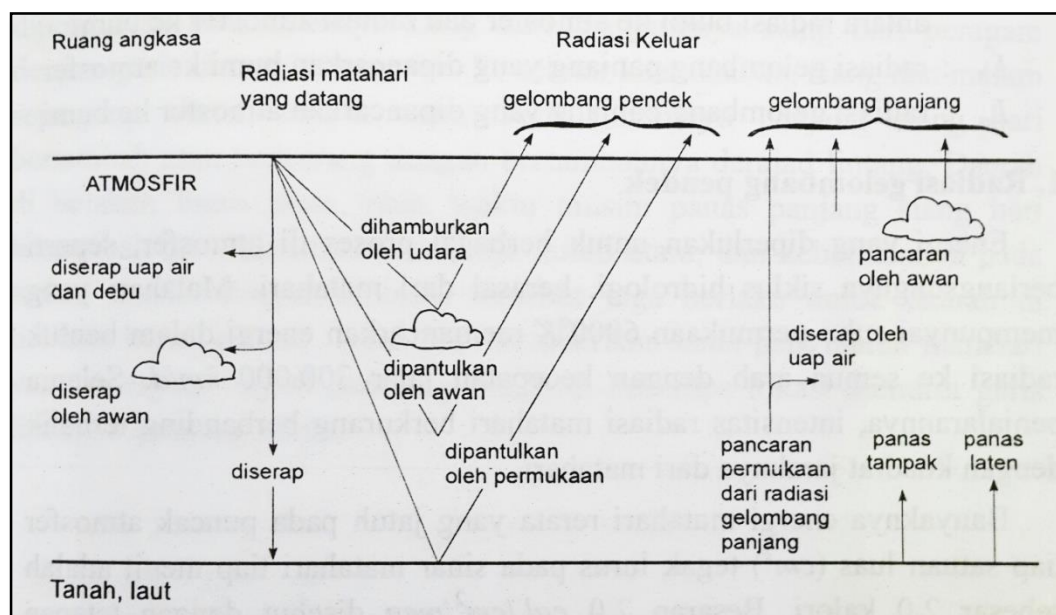 Ruang angkasa
Radiasi matahari
yang datang
Radiasi Keluar
gelombang pendek
gelombang panjang
ATMOSFIR
dihamburkan
oleh udara
diserap uap air
dan debu
pancaran
oleh awan
diserap oleh
uap air
diserap
oleh awan
dipantulkan
oleh awan
diserap
dipantulkan
oleh permukaan
pancaran
permukaan
dari radiasi
gelombang
panjang
panas
tampak
panas
laten
Tanah, laut